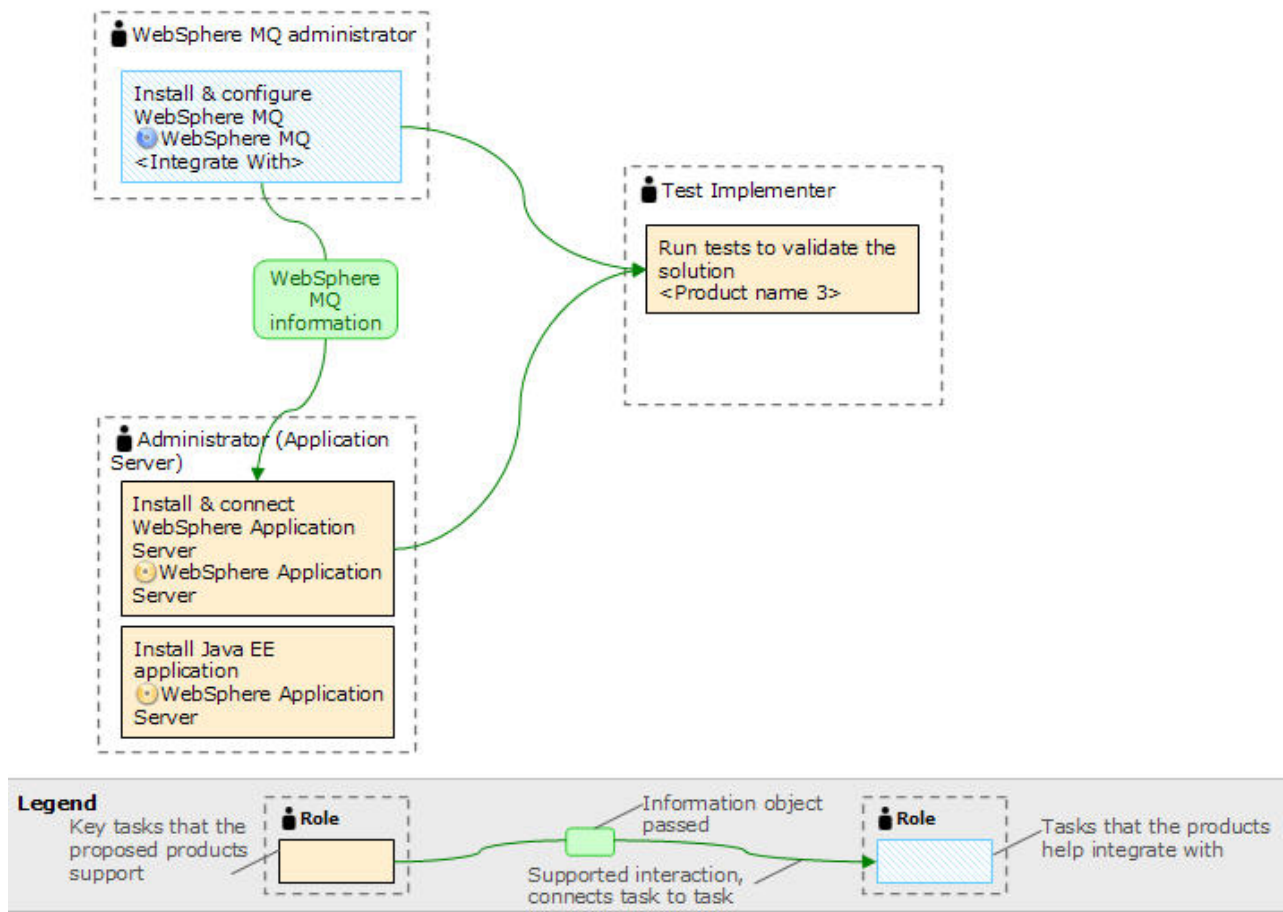 WebSphere MQ administrator
Install & configure
WebSphere MQ
WebSphere MQ
<Integrate With>
Test Implementer
Run tests to validate the
solution
<Product name 3>
WebSphere
MQ
information
Administrator (Application
Server)
Install & connect
WebSphere Application
Server
WebSphere Application
Server
Install Java EE
application
WebSphere Application
Server
Legend
Key tasks that the
proposed products
support
Role
Information object
passed
Supported interaction,
connects task to task
Role
Tasks that the products
help integrate with